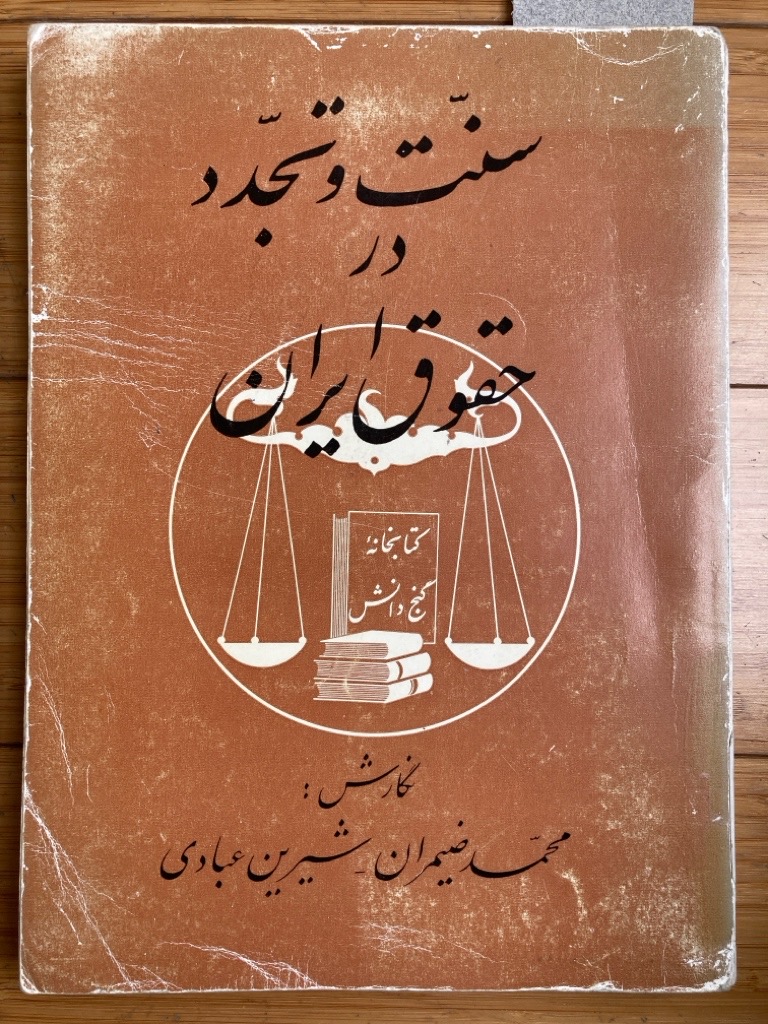 سنّت و تجدّد
در
حقوق ایران
کتابخانهٔ
گنج دانش
نگارش :
محمّد ضیمران - شیرین عبادی